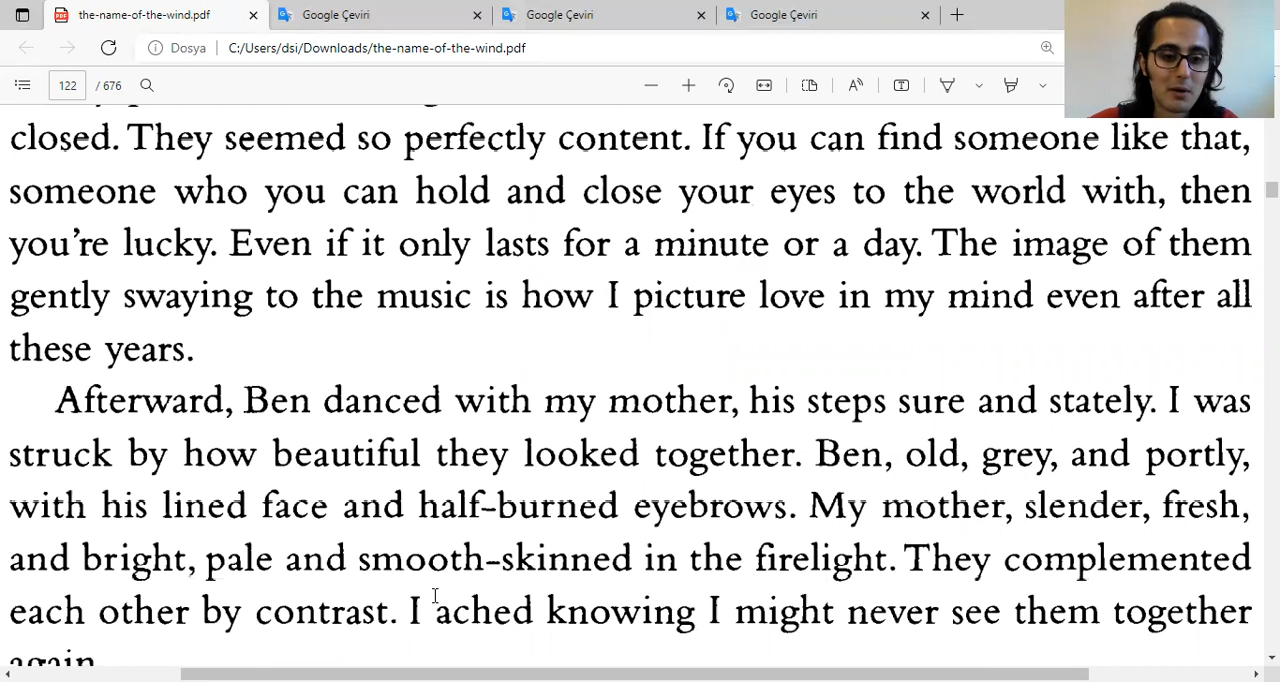 the-name-of-the-wind.pdf
Google Çeviri
Google Çeviri
Google Çeviri
Dosya
C:/Users/dsi/Downloads/the-name-of-the-wind.pdf
122 / 676
closed. They seemed so perfectly content. If you can find someone like that,
someone who you can hold and close your eyes to the world with, then
you're lucky. Even if it only lasts for a minute or a day. The image of them
gently swaying to the music is how I picture love in my mind even after all
these years.
Afterward, Ben danced with my mother, his steps sure and stately. I was
struck by how beautiful they looked together. Ben, old, grey, and portly,
with his lined face and half-burned eyebrows. My mother, slender, fresh,
and bright, pale and smooth-skinned in the firelight. They complemented
each other by contrast. I ached knowing I might never see them together
again.